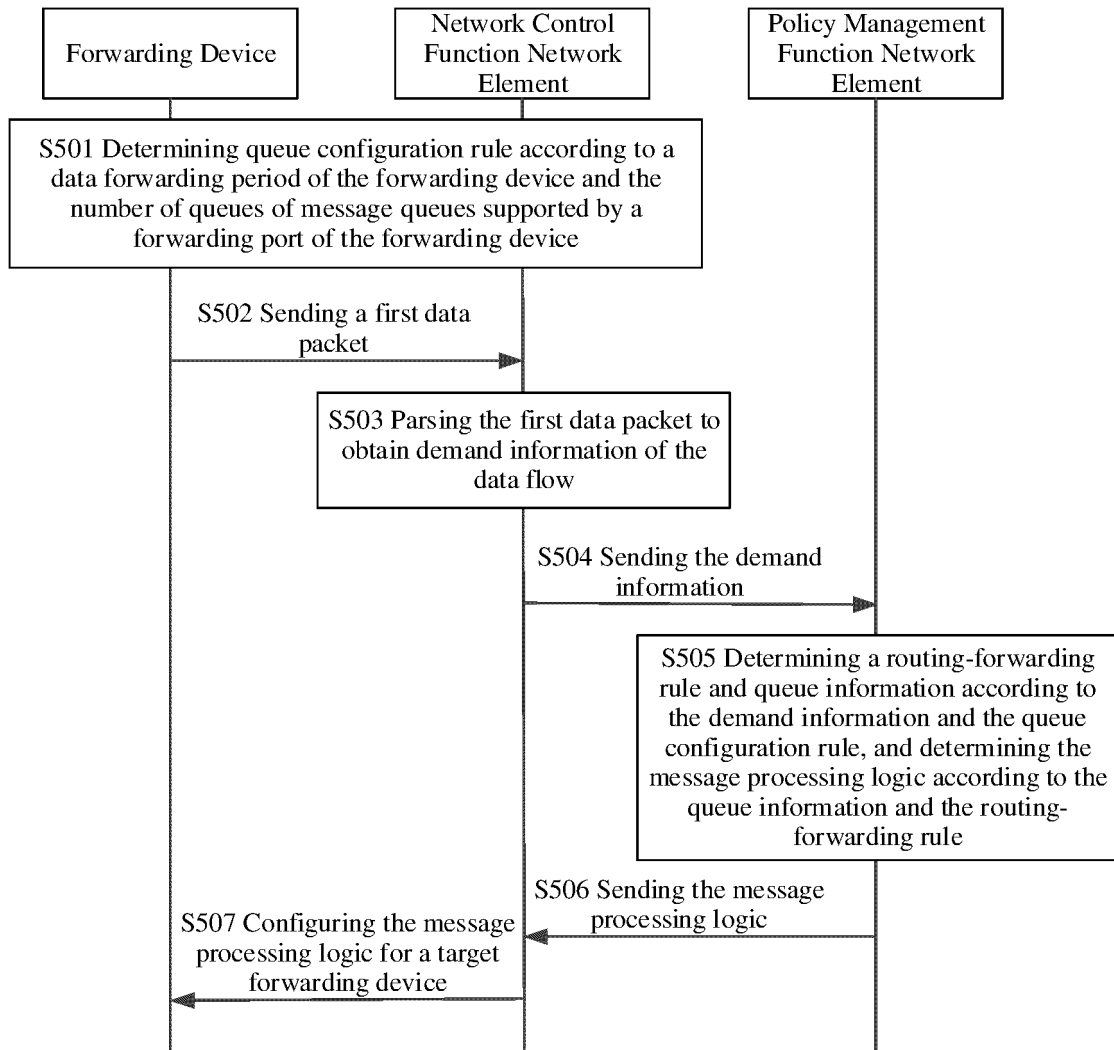 Forwarding Device
Network Control
Function Network
Element
Policy Management
Function Network
Element
S501 Determining queue configuration rule according to a
data forwarding period of the forwarding device and the
number of queues of message queues supported by a
forwarding port of the forwarding device
S502 Sending a first data
packet
S503 Parsing the first data packet to
obtain demand information of the
data flow
S504 Sending the demand
information
S505 Determining a routing-forwarding
rule and queue information according to
the demand information and the queue
configuration rule, and determining the
message processing logic according to the
queue information and the routing-
forwarding rule
S506 Sending the message
processing logic
S507 Configuring the message
processing logic for a target
forwarding device